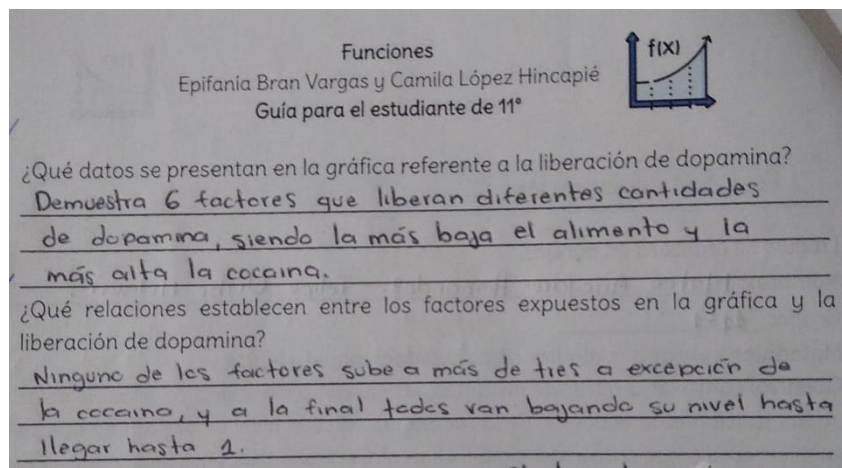 Funciones
f(x)
Epifanía Bran Vargas y Camila López Hincapié
Guía para el estudiante de 11°
¿Qué datos se presentan en la gráfica referente a la liberación de dopamina?
Demuestra 6 factores que liberan diferentes cantidades
de dopamina, siendo la más baja el alimento y la
más alta la cocaina.
¿Qué relaciones establecen entre los factores expuestos en la gráfica y la
liberación de dopamina?
Ninguno de los factores sube a más de tres a excepción de
la cocaina, y a la final todos van bajando su nivel hasta
llegar hasta 1.